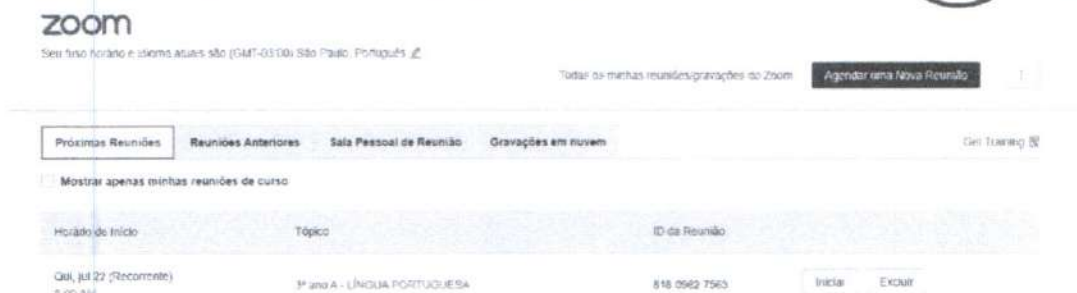 zoom
Seu fuso horário e idioma atuais são (GMT-03:00) São Paulo, Português
Todas as minhas reuniões/gravações do Zoom Agendar uma Nova Reunião
Próximas Reuniões Reuniões Anteriores Sala Pessoal de Reunião Gravações em nuvem Get Training
Mostrar apenas minhas reuniões de curso
Horário de Início Tópico ID da Reunião
Qui, jul 22 (Recorrente) 3º ano A - LÍNGUA PORTUGUESA 818 0982 7563 Iniciar Excluir